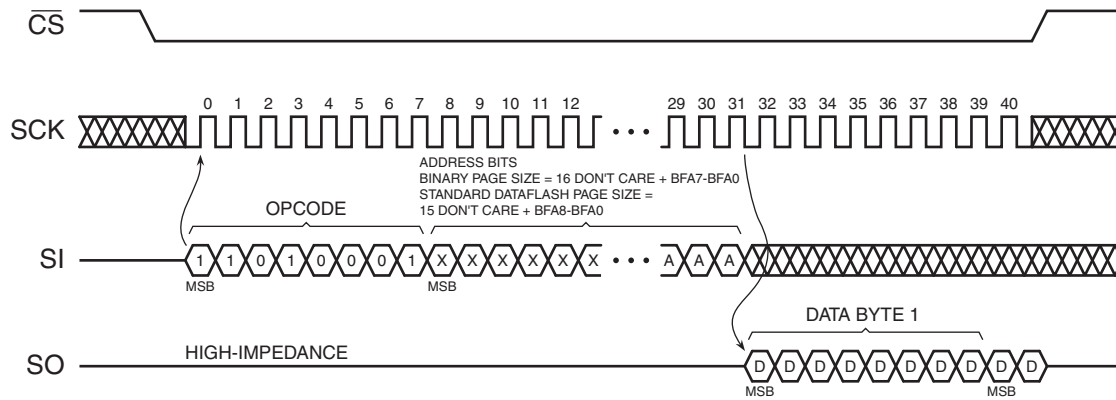 CS
0 1 2 3 4 5 6 7 8 9 10 11 12 29 30 31 32 33 34 35 36 37 38 39 40
SCK
ADDRESS BITS
BINARY PAGE SIZE = 16 DON'T CARE + BFA7-BFA0
STANDARD DATAFLASH PAGE SIZE =
15 DON'T CARE + BFA8-BFA0
OPCODE
SI 1 1 0 1 0 0 0 1 X X X X X X A A A
MSB MSB
DATA BYTE 1
HIGH-IMPEDANCE
SO D D D D D D D D D D
MSB MSB